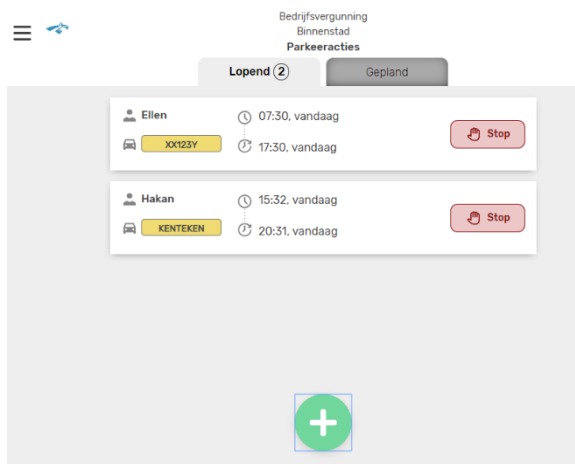 Bedrijfsvergunning
Binnenstad
Parkeeracties
Lopend 2
Gepland
Ellen
07:30, vandaag
XX123Y
17:30, vandaag
Stop
Hakan
15:32, vandaag
KENTEKEN
20:31, vandaag
Stop